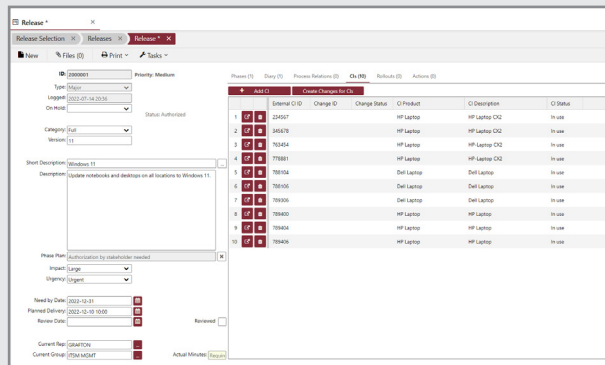 Release *
Release Selection Releases Release *
New Files (0) Print Tasks
ID: 2000001 Priority: Medium
Type: Major
Logged: 2022-07-14 20:36
On Hold:
Status: Authorized
Category: Full
Version: 11
Short Description: Windows 11 ...
Description: Update notebooks and desktops on all locations to Windows 11.
Phase Plan: Authorization by stakeholder needed
Impact: Large
Urgency: Urgent
Need by Date: 2022-12-31
Planned Delivery: 2022-12-10 10:00
Review Date: Reviewed:
Current Rep: GRAFTON
Current Group: ITSM MGMT Actual Minutes: Require
Phases (1) Diary (1) Process Relations (0) CIs (10) Rollouts (0) Actions (0)
+ Add CI Create Changes for CIs
External CI ID Change ID Change Status CI Product CI Description CI Status
1 234567 HP Laptop HP Laptop CX2 In use
2 345678 HP Laptop HP Laptop CX2 In use
3 763454 HP Laptop HP-Laptop CX2 In use
4 778881 HP Laptop HP-Laptop CX2 In use
5 788104 Dell Laptop Dell Laptop In use
6 788106 Dell Laptop Dell Laptop In use
7 789306 Dell Laptop Dell Laptop In use
8 789400 HP Laptop HP Laptop In use
9 789404 HP Laptop HP Laptop In use
10 789406 HP Laptop HP Laptop In use